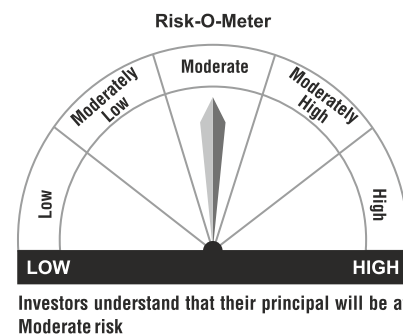 Risk-O-Meter
Moderate
Moderately
Low
Moderately
High
Low
High
LOW HIGH
Investors understand that their principal will be a
Moderate risk